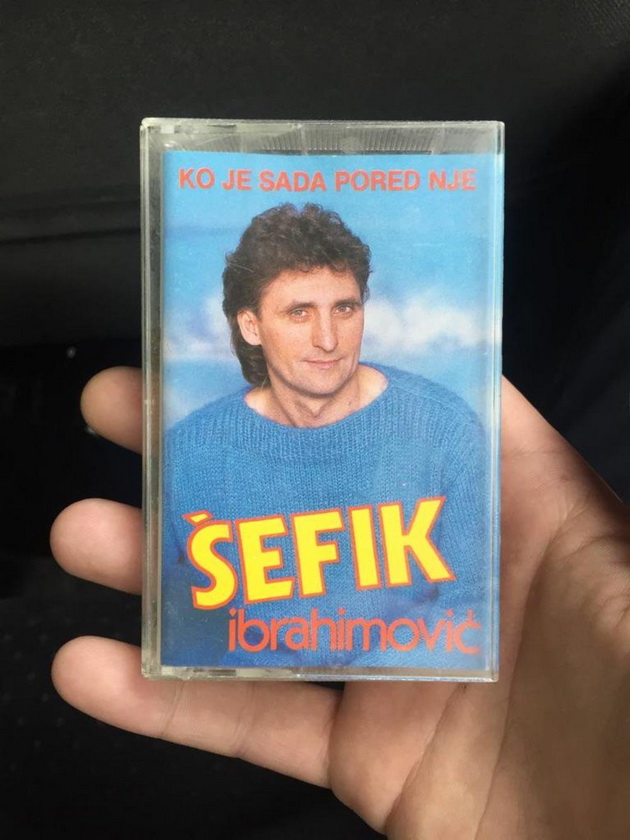 KO JE SADA PORED NJE
ŠEFIK
ibrahimović